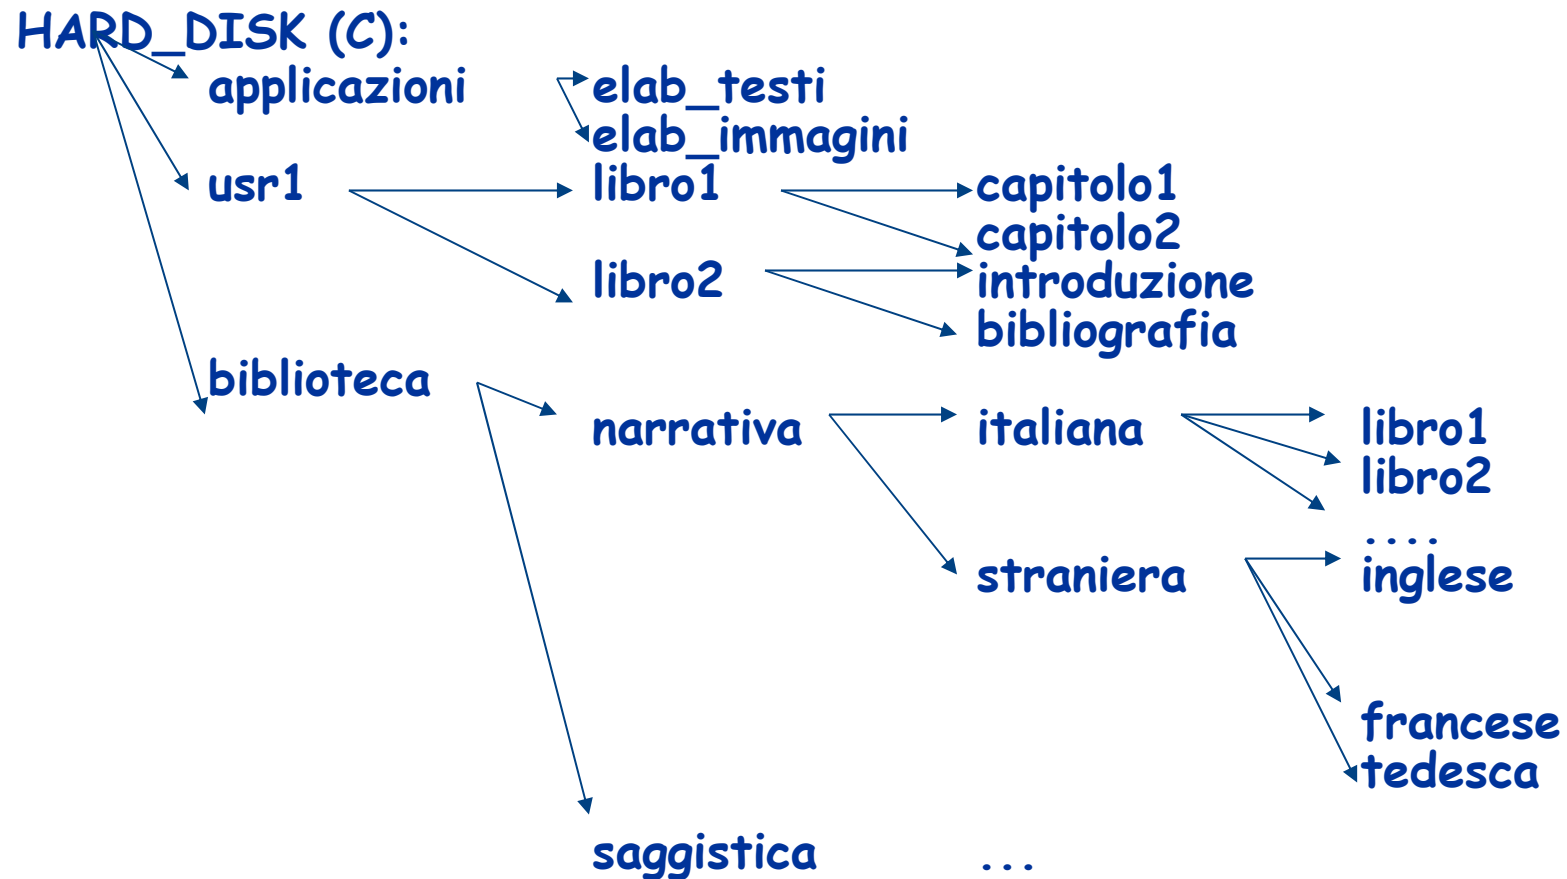 HARD_DISK (C):
applicazioni elab_testi
elab_immagini
usr1 libro1 capitolo1
capitolo2
libro2 introduzione
bibliografia
biblioteca
narrativa italiana libro1
libro2
....
straniera inglese
francese
tedesca
saggistica ...